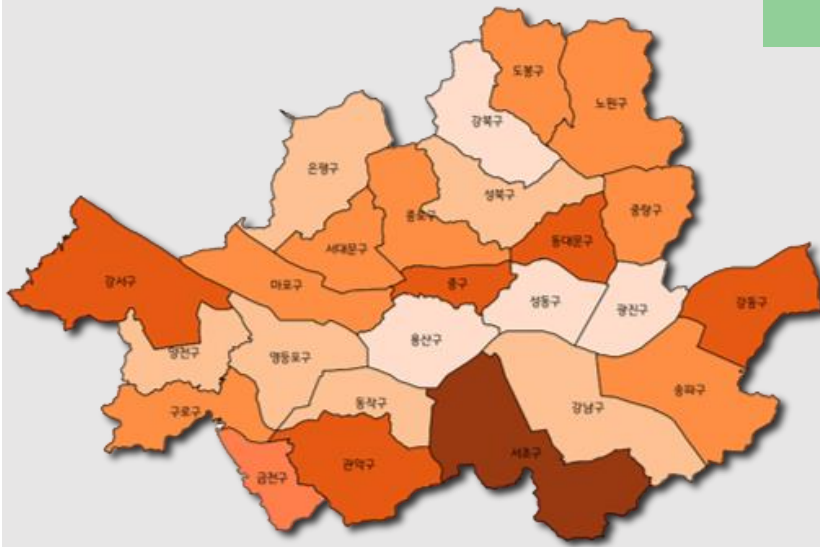 도봉구
노원구
강북구
은평구
성북구
중랑구
종로구
동대문구
서대문구
강서구
마포구
중구
성동구
광진구
강동구
용산구
양천구
영등포구
송파구
동작구
강남구
구로구
서초구
관악구
금천구